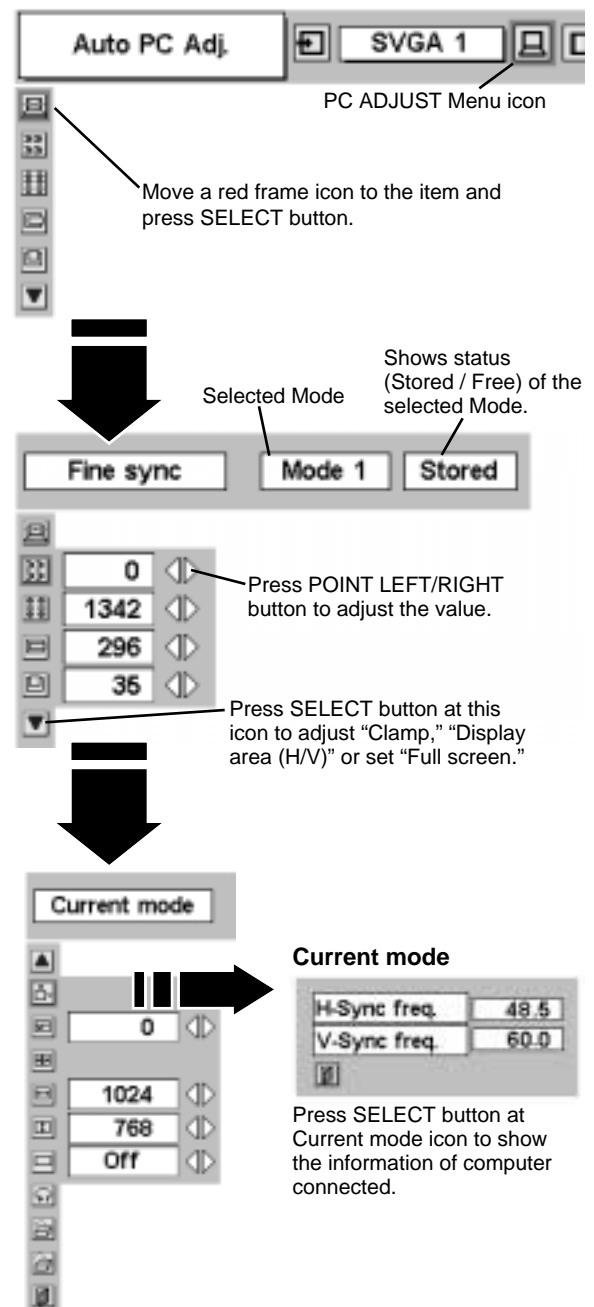 Auto PC Adj.
SVGA 1
PC ADJUST Menu icon
Move a red frame icon to the item and
press SELECT button.
Shows status
(Stored / Free) of the
selected Mode.
Selected Mode
Fine sync
Mode 1
Stored
0
Press POINT LEFT/RIGHT
button to adjust the value.
1342
296
35
Press SELECT button at this
icon to adjust “Clamp,” “Display
area (H/V)” or set “Full screen.”
Current mode
0
1024
768
Off
Current mode
H-Sync freq. 48.5
V-Sync freq. 60.0
Press SELECT button at
Current mode icon to show
the information of computer
connected.